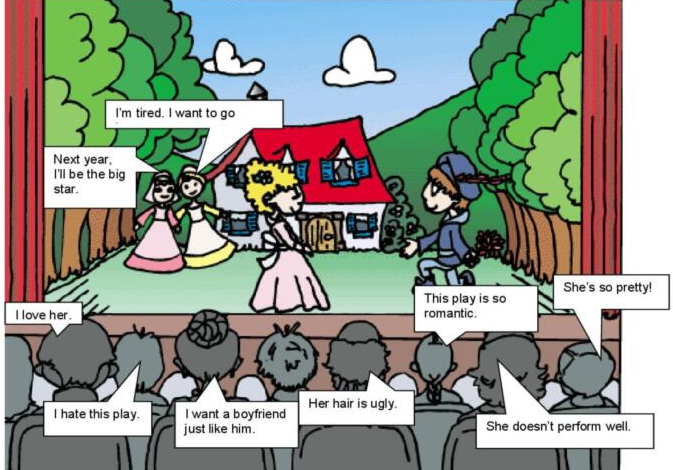 I'm tired. I want to go
Next year,
I'll be the big
star.
She's so pretty!
This play is so
romantic.
I love her.
I hate this play.
I want a boyfriend
just like him.
Her hair is ugly.
She doesn't perform well.